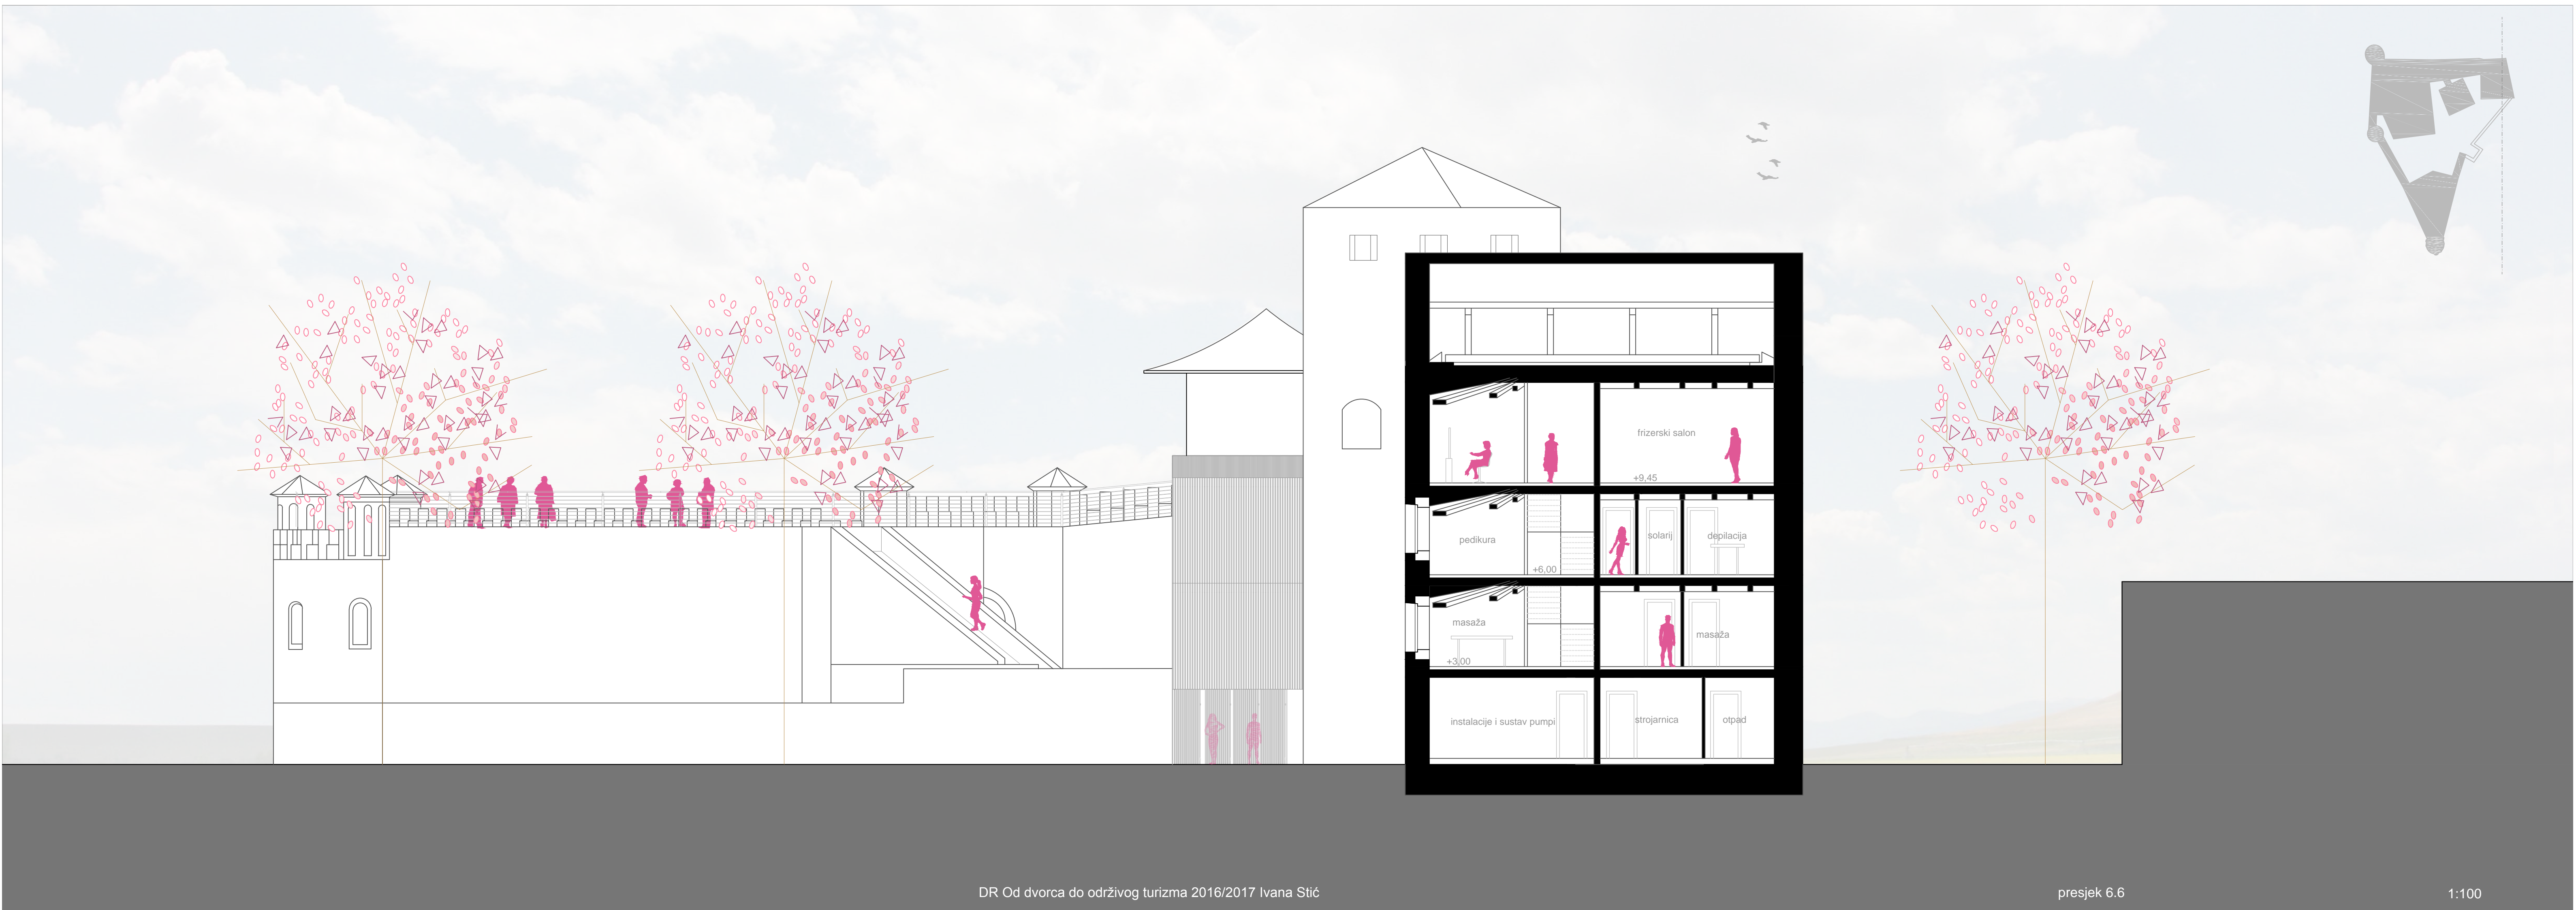 frizerski salon
+9,45
pedikura
solarij
depilacija
+6,00
masaža
masaža
+3,00
instalacije i sustav pumpi
strojarnica
otpad
DR Od dvorca do održivog turizma 2016/2017 Ivana Stić
presjek 6.6
1:100